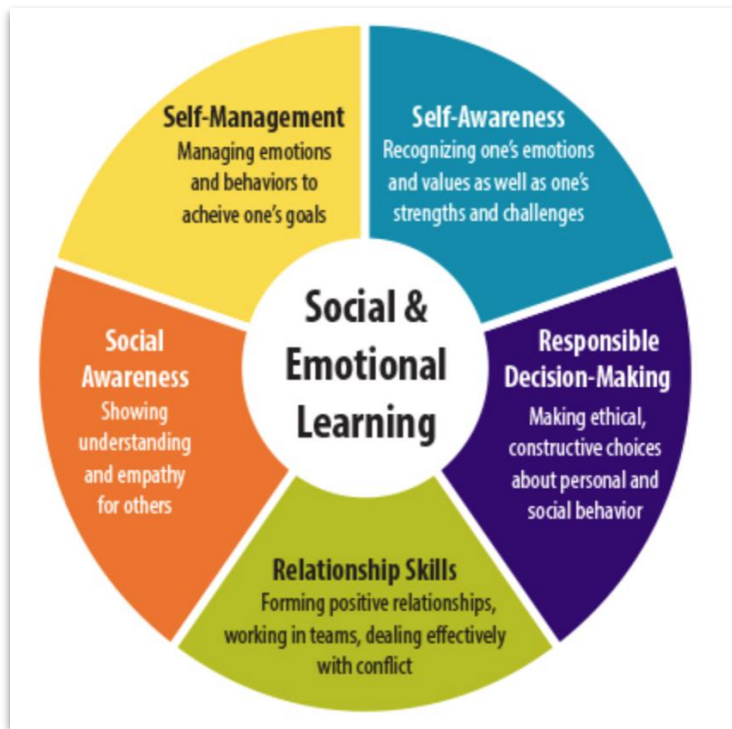 Self-Management
Managing emotions
and behaviors to
acheive one's goals
Self-Awareness
Recognizing one's emotions
and values as well as one's
strengths and challenges
Social &
Emotional
Learning
Social
Awareness
Showing
understanding
and empathy
for others
Responsible
Decision-Making
Making ethical,
constructive choices
about personal and
social behavior
Relationship Skills
Forming positive relationships,
working in teams, dealing effectively
with conflict